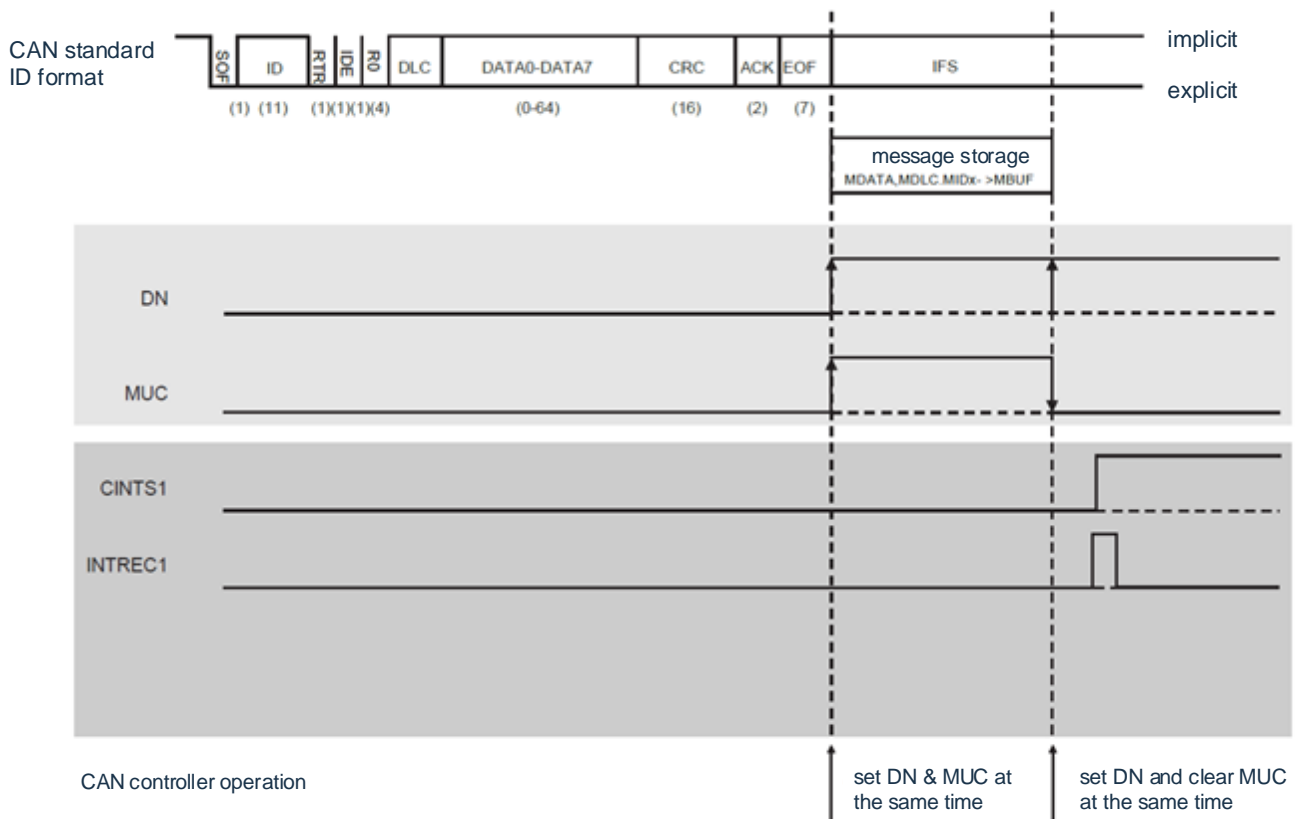 CAN standard
ID format
SOF
ID
RTR
IDE
R0
DLC
DATA0-DATA7
CRC
ACK
EOF
IFS
implicit
explicit
(1) (11) (1)(1)(1)(4) (0-64) (16) (2) (7)
message storage
MDATA,MDLC.MIDx- >MBUF
DN
MUC
CINTS1
INTREC1
CAN controller operation
set DN & MUC at
the same time
set DN and clear MUC
at the same time